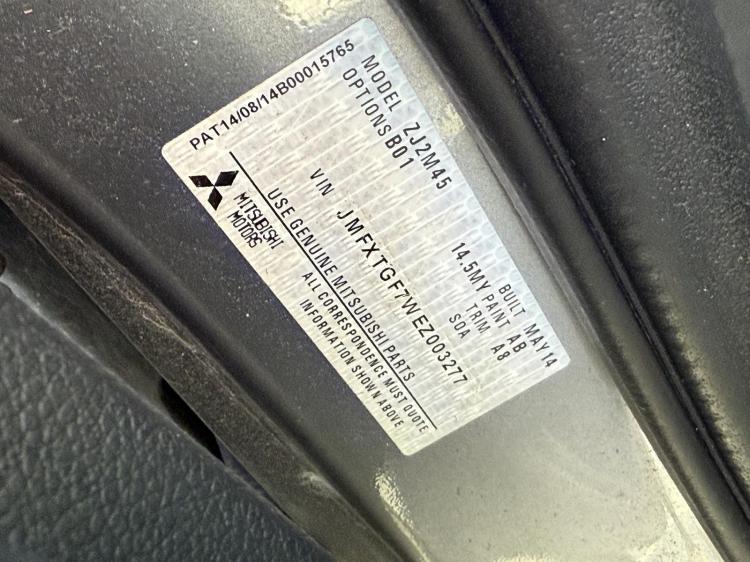 PAT14/08/14B00015765
MODEL ZJ2M45
OPTIONS B01
BUILT MAY14
14.5MY PAINT AB
TRIM A8
SOA
VIN JMFXTGF7WEZ003277
MITSUBISHI
MOTORS
USE GENUINE MITSUBISHI PARTS
ALL CORRESPONDENCE MUST QUOTE
INFORMATION SHOWN ABOVE